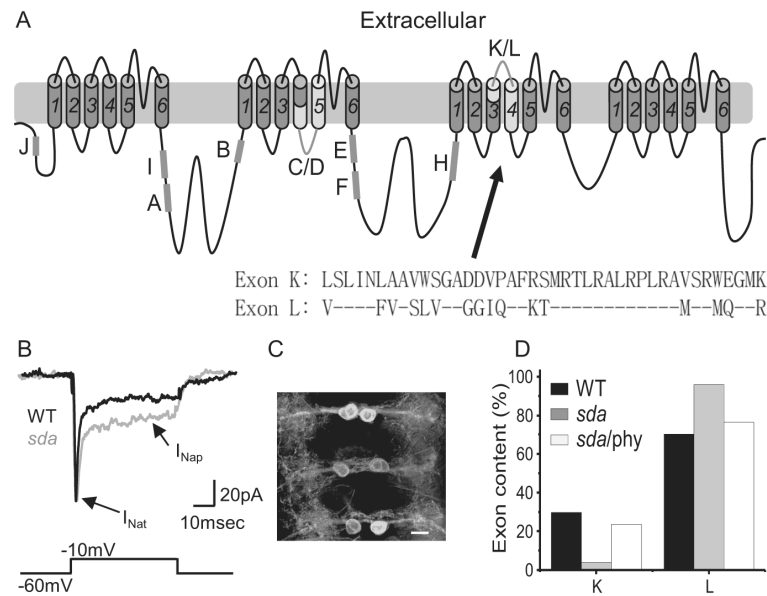 A
Extracellular
K/L
1 2 3 4 5 6
1 2 3 5 6
1 2 3 4 5 6
1 2 3 4 5 6
J
I
A
B
C/D
E
F
H
Exon K: LSLINLAAVWSGADDVPAFRSMRTLRALRPLRAVSRWEGMK
Exon L: V----FV-SLV--GGIQ--KT------------M--MQ--R
B
WT
sda
INap
INat
20pA
10msec
-10mV
-60mV
C
D
Exon content (%)
100
80
60
40
20
0
WT
sda
sda/phy
K
L